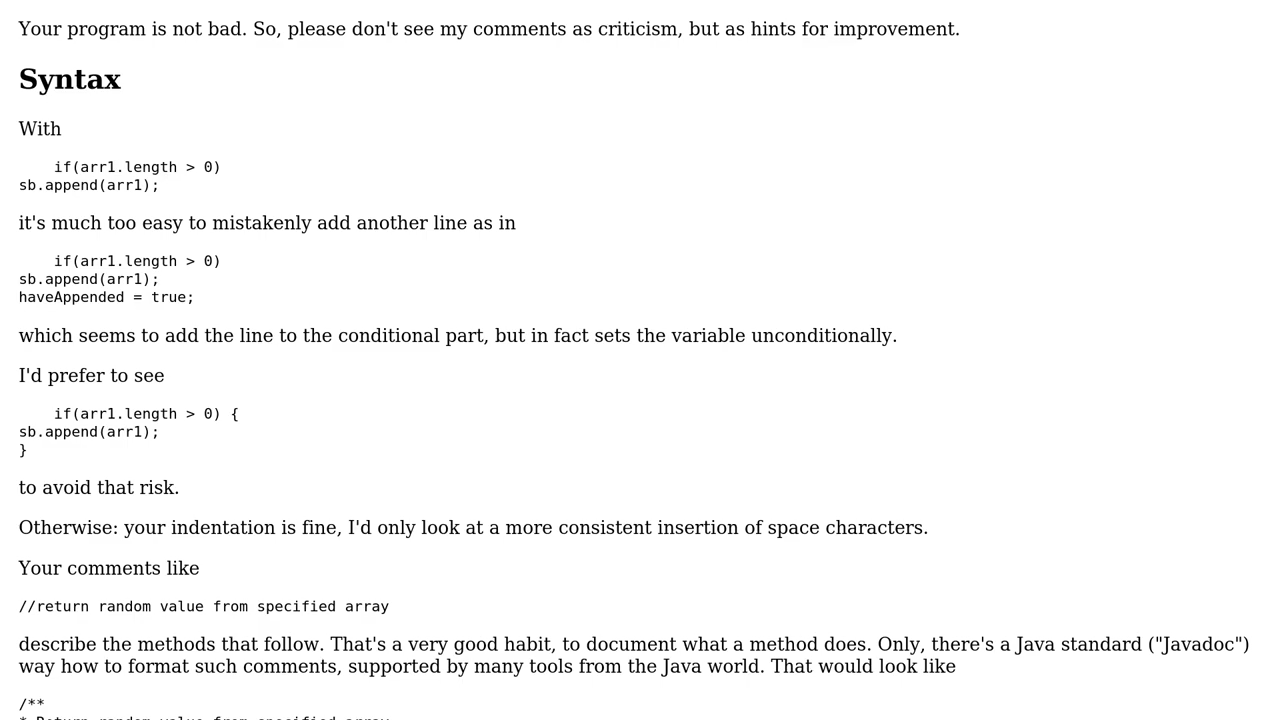 Your program is not bad. So, please don't see my comments as criticism, but as hints for improvement.
Syntax
With
    if(arr1.length > 0)
sb.append(arr1);
it's much too easy to mistakenly add another line as in
    if(arr1.length > 0)
sb.append(arr1);
haveAppended = true;
which seems to add the line to the conditional part, but in fact sets the variable unconditionally.
I'd prefer to see
    if(arr1.length > 0) {
sb.append(arr1);
}
to avoid that risk.
Otherwise: your indentation is fine, I'd only look at a more consistent insertion of space characters.
Your comments like
//return random value from specified array
describe the methods that follow. That's a very good habit, to document what a method does. Only, there's a Java standard ("Javadoc")
way how to format such comments, supported by many tools from the Java world. That would look like
/**
* Return random value from specified array